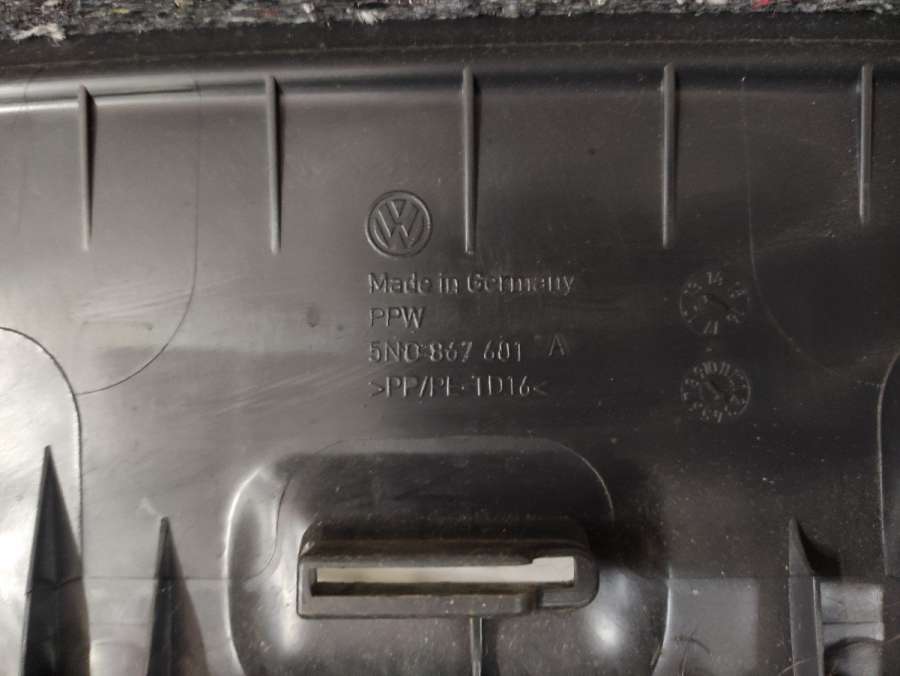 Made in Germany
PPW
5N0 867 601 A
>PP/PE-TD16<